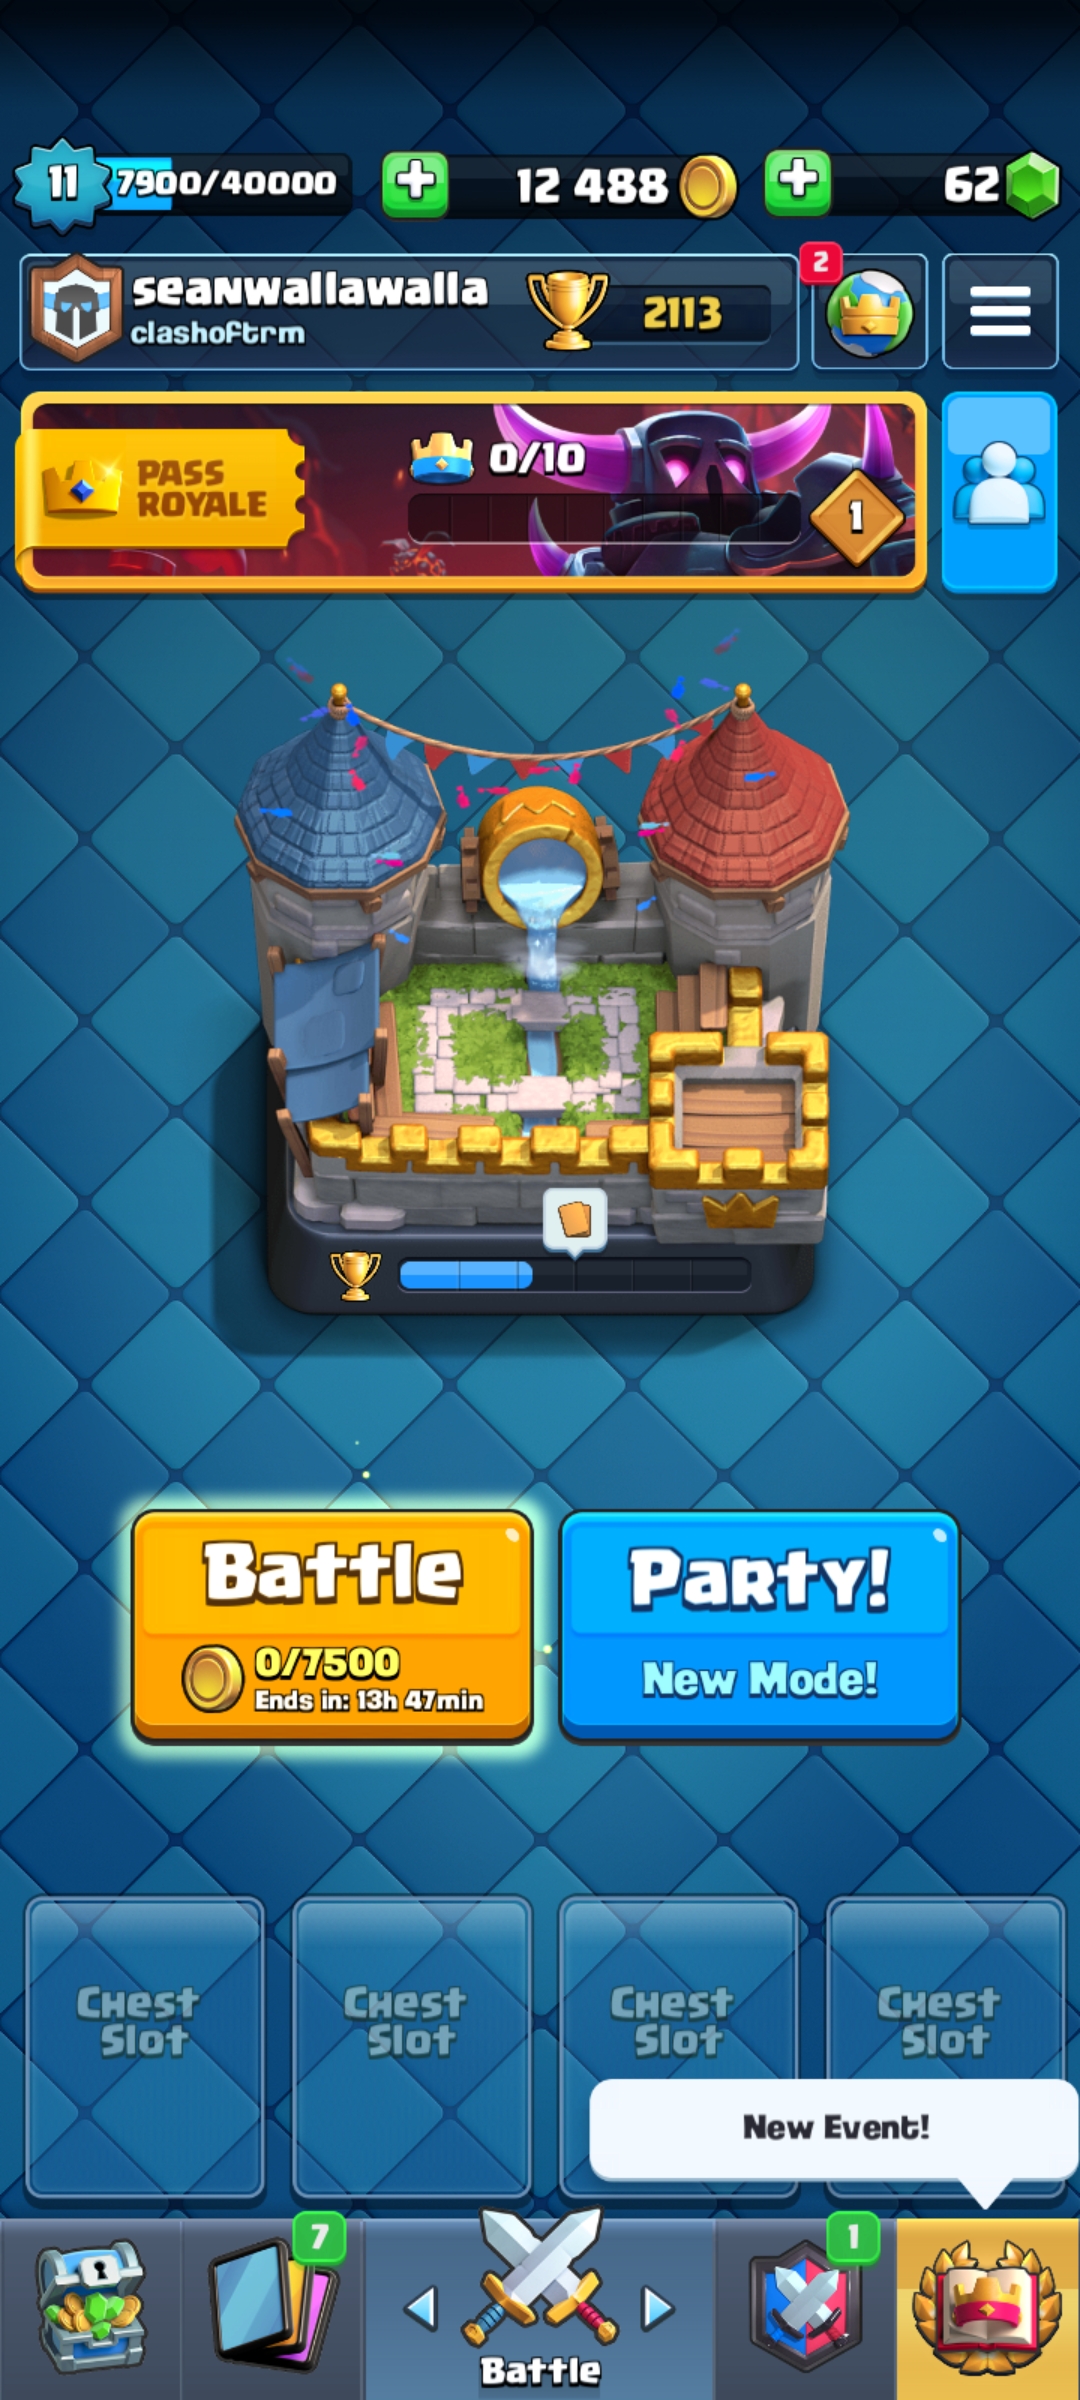 11
7900/40000
12 488
62
seanwallawalla
clashoftrm
2113
2
PASS
ROYALE
0/10
1
Battle
0/7500
Ends in: 13h 47min
Party!
New Mode!
Chest
Slot
Chest
Slot
Chest
Slot
Chest
Slot
New Event!
7
1
Battle